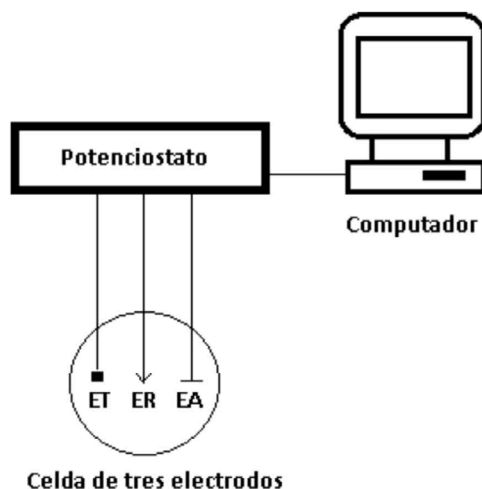 Potenciostato
Computador
ET ER EA
Celda de tres electrodos